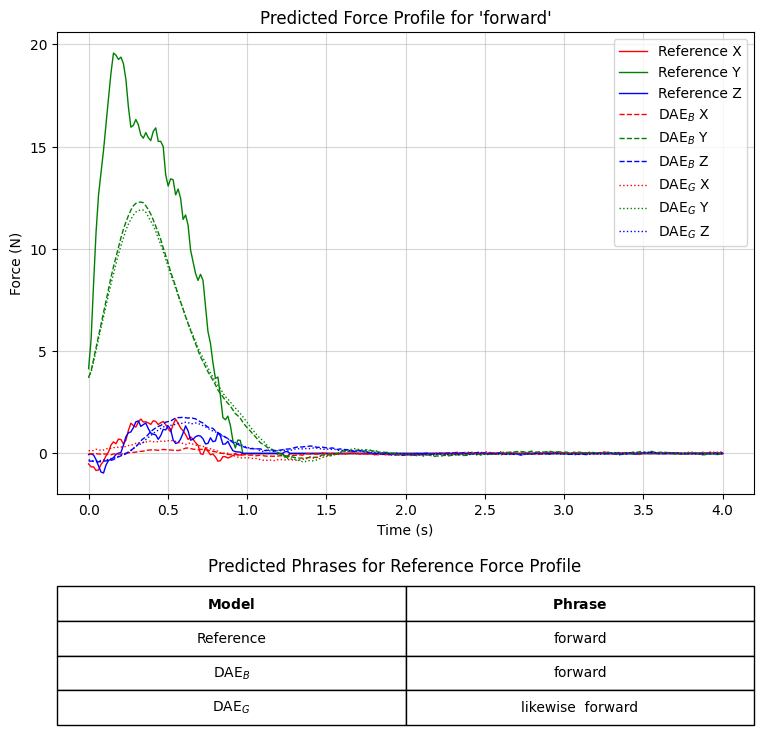 Predicted Force Profile for 'forward'
Force (N)
20
15
10
5
0
0.0 0.5 1.0 1.5 2.0 2.5 3.0 3.5 4.0
Time (s)
Reference X
Reference Y
Reference Z
DAE_B X
DAE_B Y
DAE_B Z
DAE_G X
DAE_G Y
DAE_G Z
Predicted Phrases for Reference Force Profile
Model Phrase
Reference forward
DAE_B forward
DAE_G likewise forward